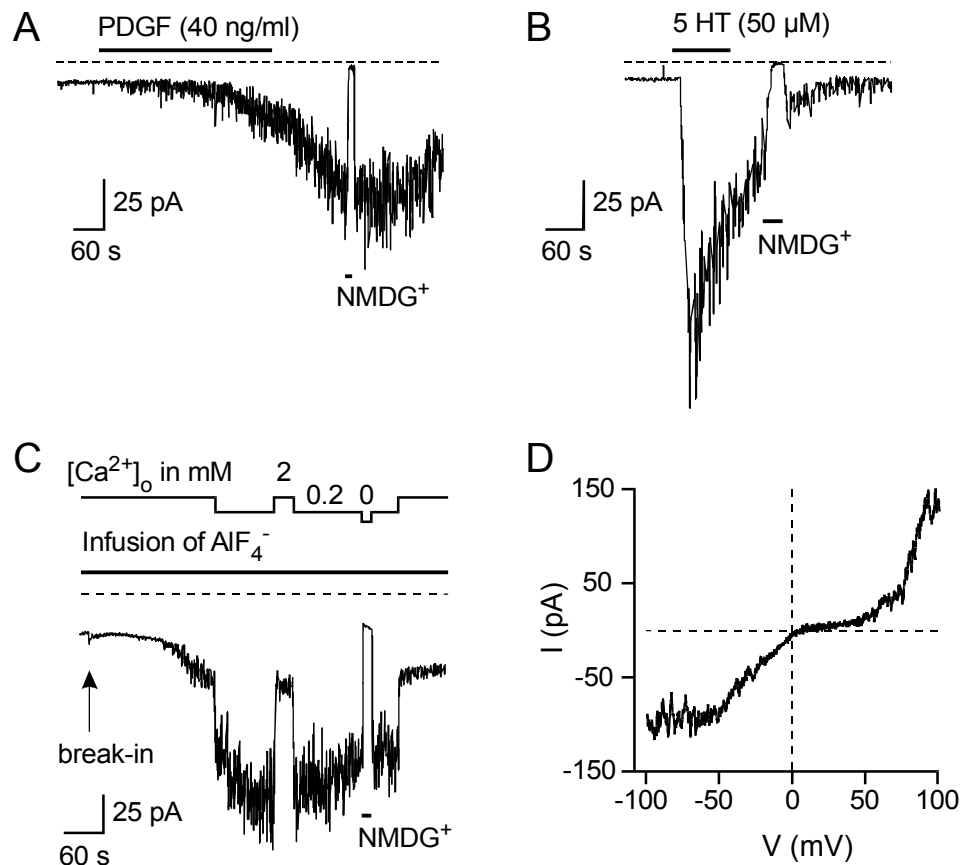 A
PDGF (40 ng/ml)
25 pA
60 s
NMDG⁺
B
5 HT (50 µM)
25 pA
60 s
NMDG⁺
C
[Ca²⁺]ₒ in mM 2
0.2 0
Infusion of AlF₄⁻
break-in
25 pA
60 s
NMDG⁺
D
150
50
-50
-150
I (pA)
-100 -50 0 50 100
V (mV)